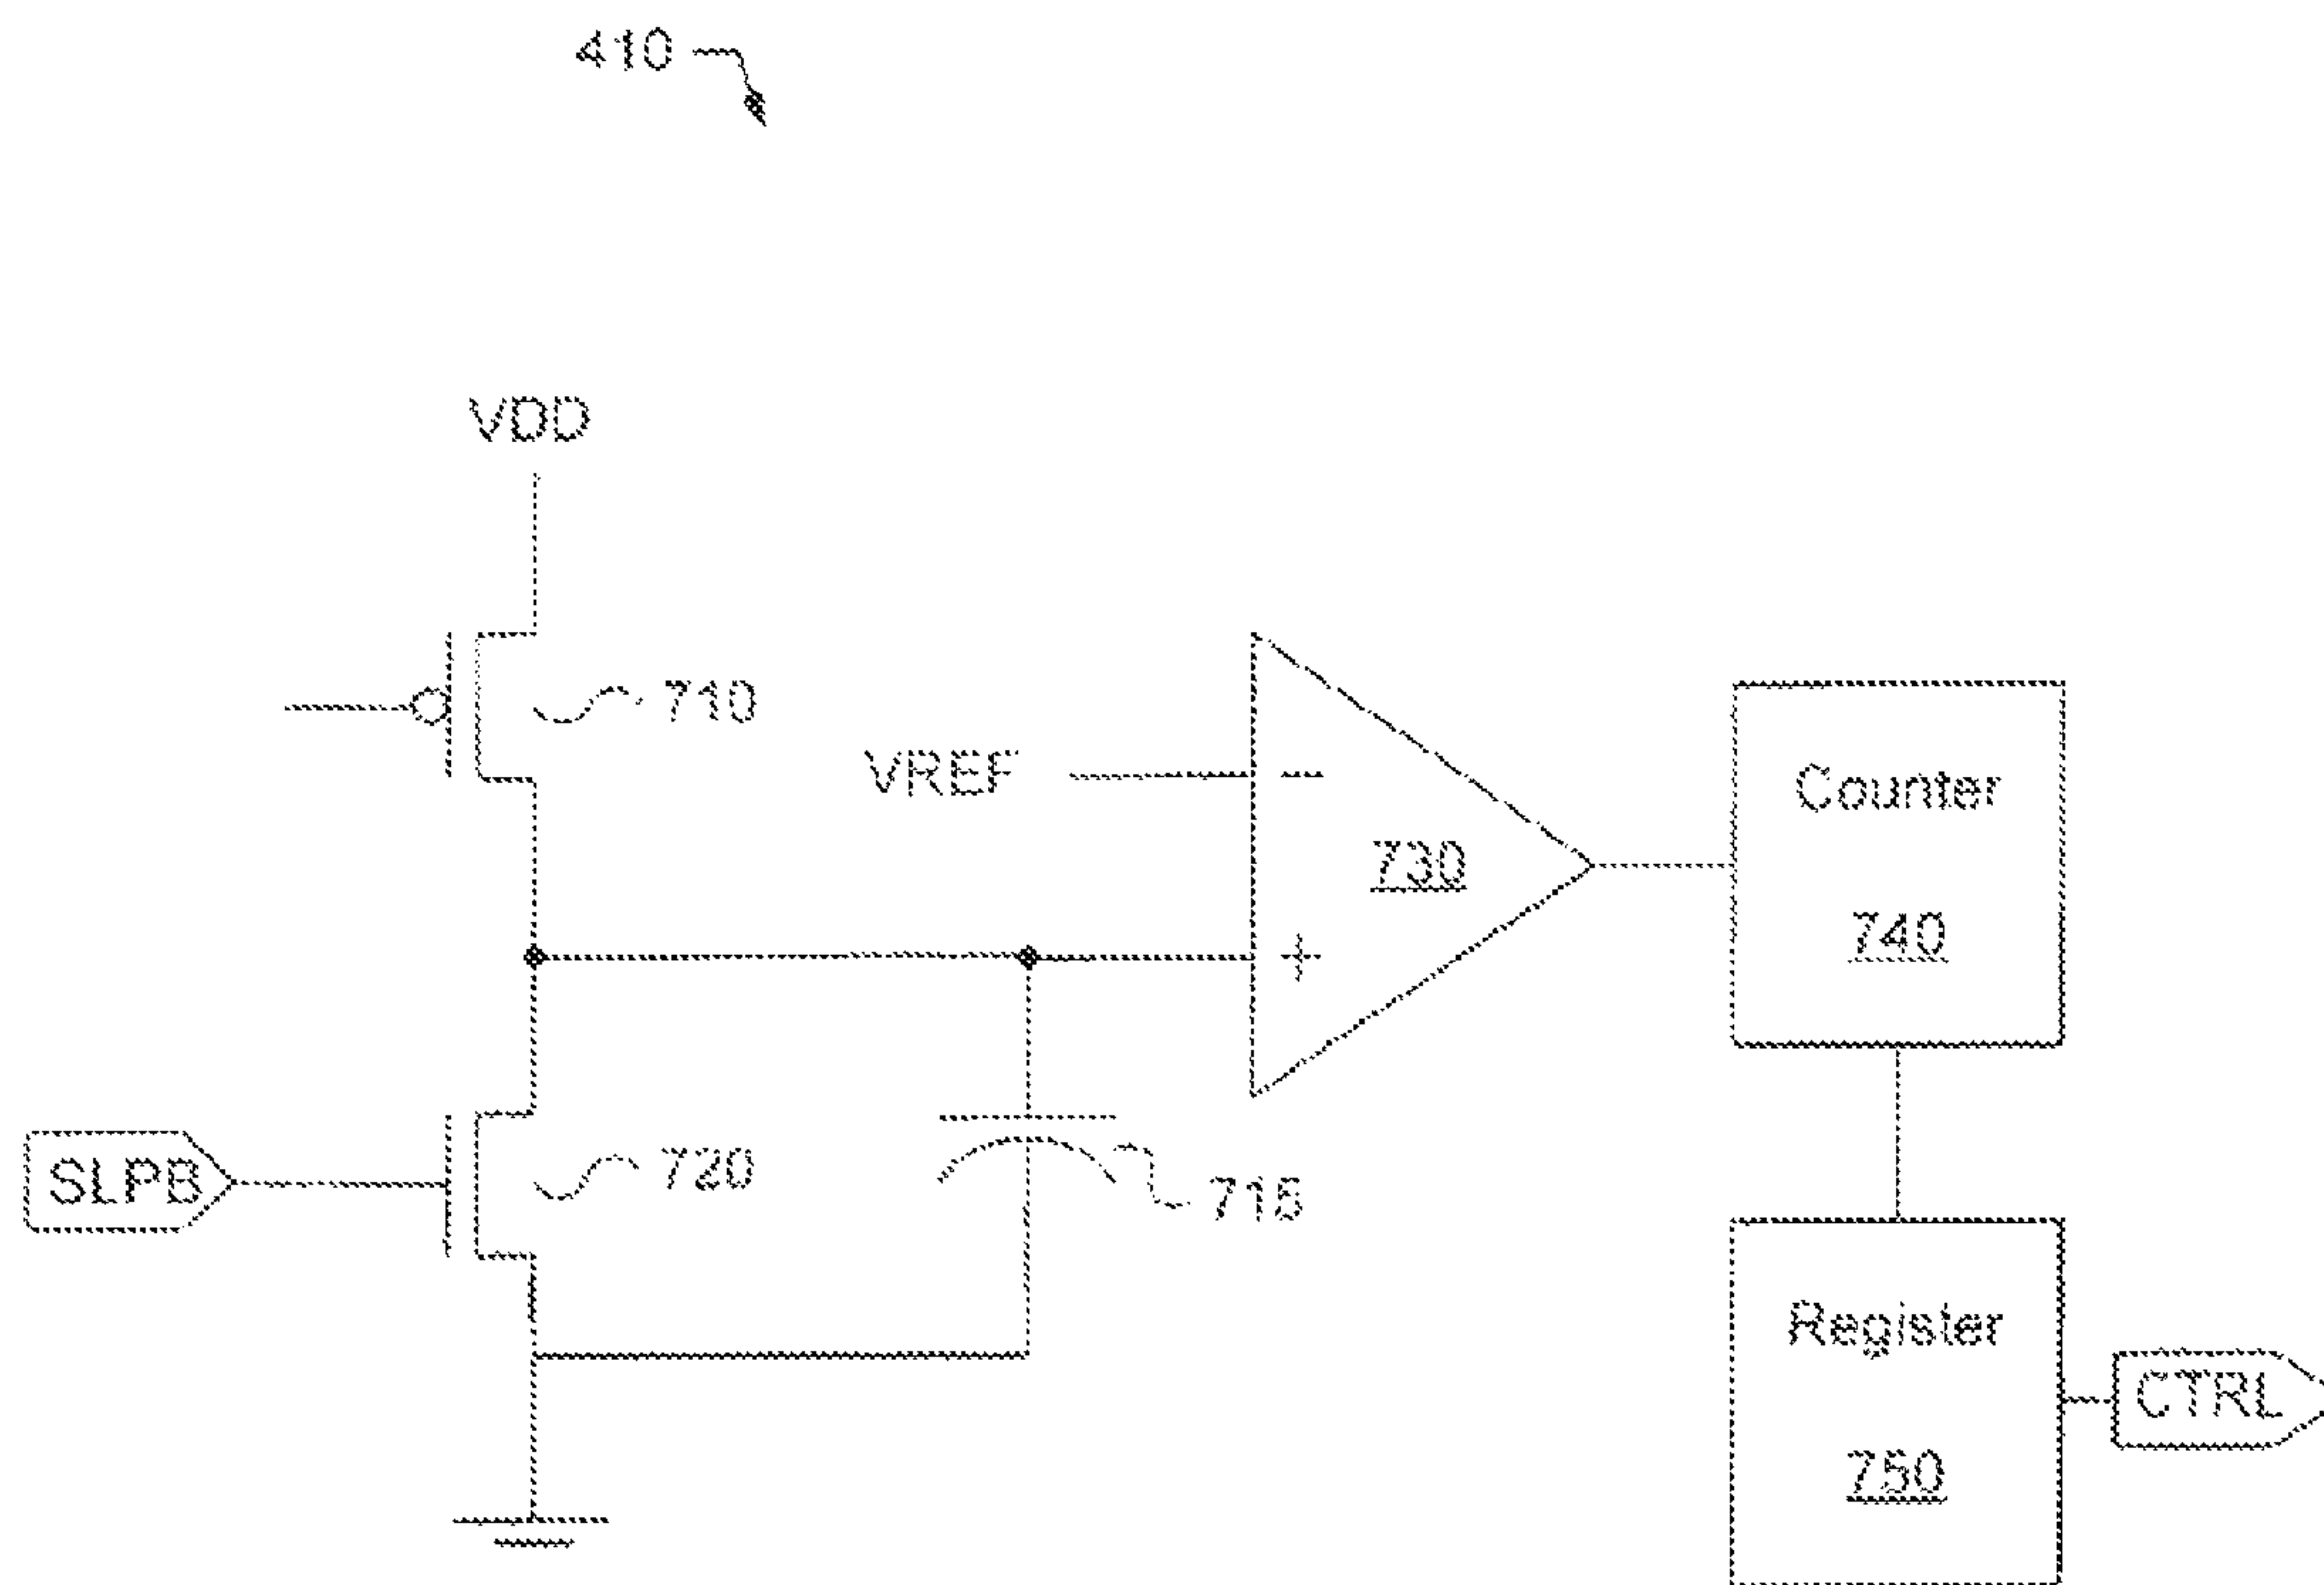 410
VDD
710
VREF
-
730
+
Counter
740
SLPB
720
715
Register
750
CTRL